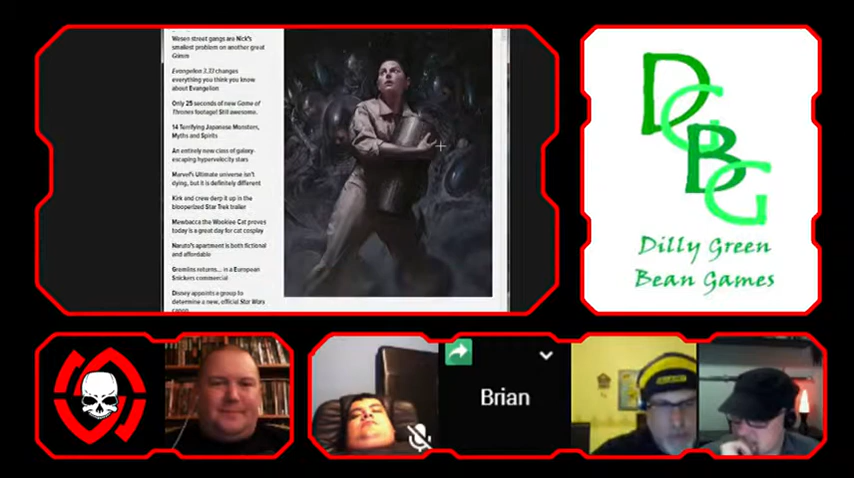 Wesen street gangs are Nick's
smallest problem on another great
Grimm
Evangelion 3.33 changes
everything you think you know
about Evangelion
Only 25 seconds of new Game of
Thrones footage! Still awesome.
14 Terrifying Japanese Monsters,
Myths and Spirits
An entirely new class of galaxy-
escaping hypervelocity stars
Marvel's Ultimate universe isn't
dying, but it is definitely different
Kirk and crew derp it up in the
blooperized Star Trek trailer
Mewbacca the Wookiee Cat proves
today is a great day for cat cosplay
Naruto's apartment is both fictional
and affordable
Gremlins returns... in a European
Snickers commercial
Disney appoints a group to
determine a new, official Star Wars
canon
DGBG
Dilly Green
Bean Games
Brian